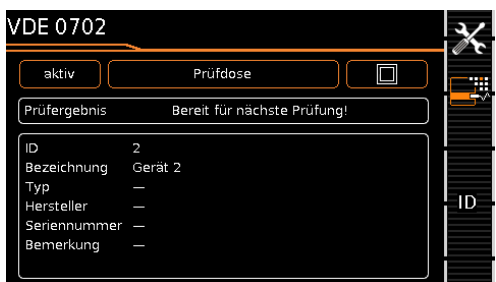 VDE 0702
aktiv Prüfdose
Prüfergebnis Bereit für nächste Prüfung!
ID 2
Bezeichnung Gerät 2
Typ —
Hersteller —
Seriennummer —
Bemerkung —
ID